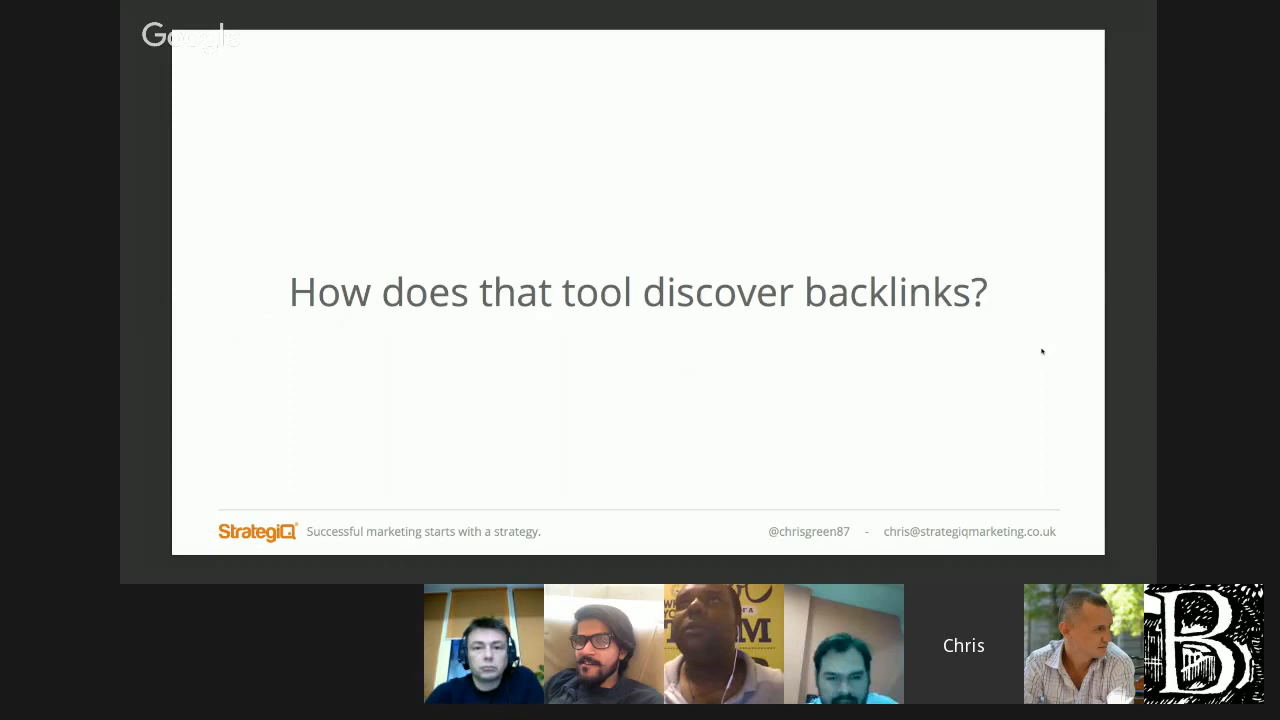 Google
How does that tool discover backlinks?
StrategiQ Successful marketing starts with a strategy. @chrisgreen87 - chris@strategiqmarketing.co.uk
Chris
B